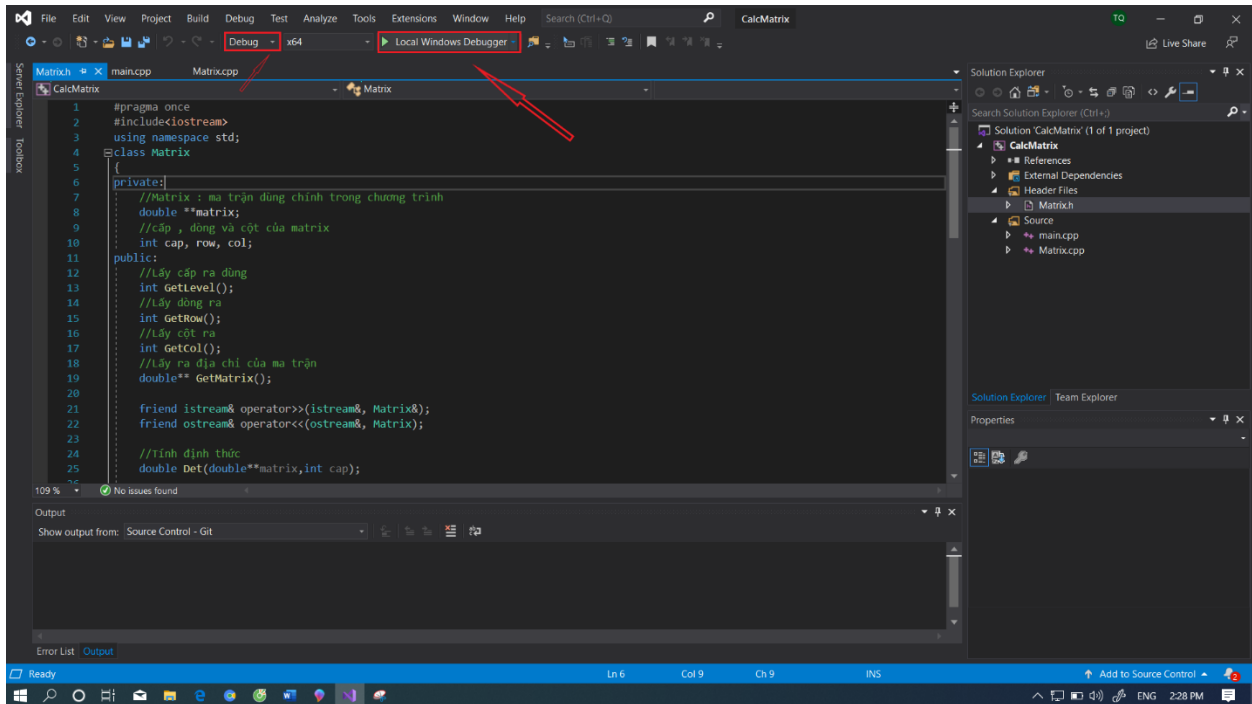 File Edit View Project Build Debug Test Analyze Tools Extensions Window Help Search (Ctrl+Q) CalcMatrix TQ
Debug x64 Local Windows Debugger Live Share
Server Explorer
Toolbox
Matrix.h main.cpp Matrix.cpp
CalcMatrix Matrix
1 #pragma once
2 #include<iostream>
3 using namespace std;
4 class Matrix
5 {
6 private:
7 //Matrix : ma trận dùng chính trong chương trình
8 double **matrix;
9 //cấp , dòng và cột của matrix
10 int cap, row, col;
11 public:
12 //Lấy cấp ra dùng
13 int GetLevel();
14 //Lấy dòng ra
15 int GetRow();
16 //Lấy cột ra
17 int GetCol();
18 //Lấy ra địa chỉ của ma trận
19 double** GetMatrix();
20
21 friend istream& operator>>(istream&, Matrix&);
22 friend ostream& operator<<(ostream&, Matrix);
23
24 //Tính định thức
25 double Det(double**matrix,int cap);
109 % No issues found
Output
Show output from: Source Control - Git
Error List Output
Solution Explorer
Search Solution Explorer (Ctrl+;)
Solution 'CalcMatrix' (1 of 1 project)
CalcMatrix
References
External Dependencies
Header Files
Matrix.h
Source
main.cpp
Matrix.cpp
Solution Explorer Team Explorer
Properties
Ready Ln 6 Col 9 Ch 9 INS Add to Source Control 2
ENG 2:28 PM